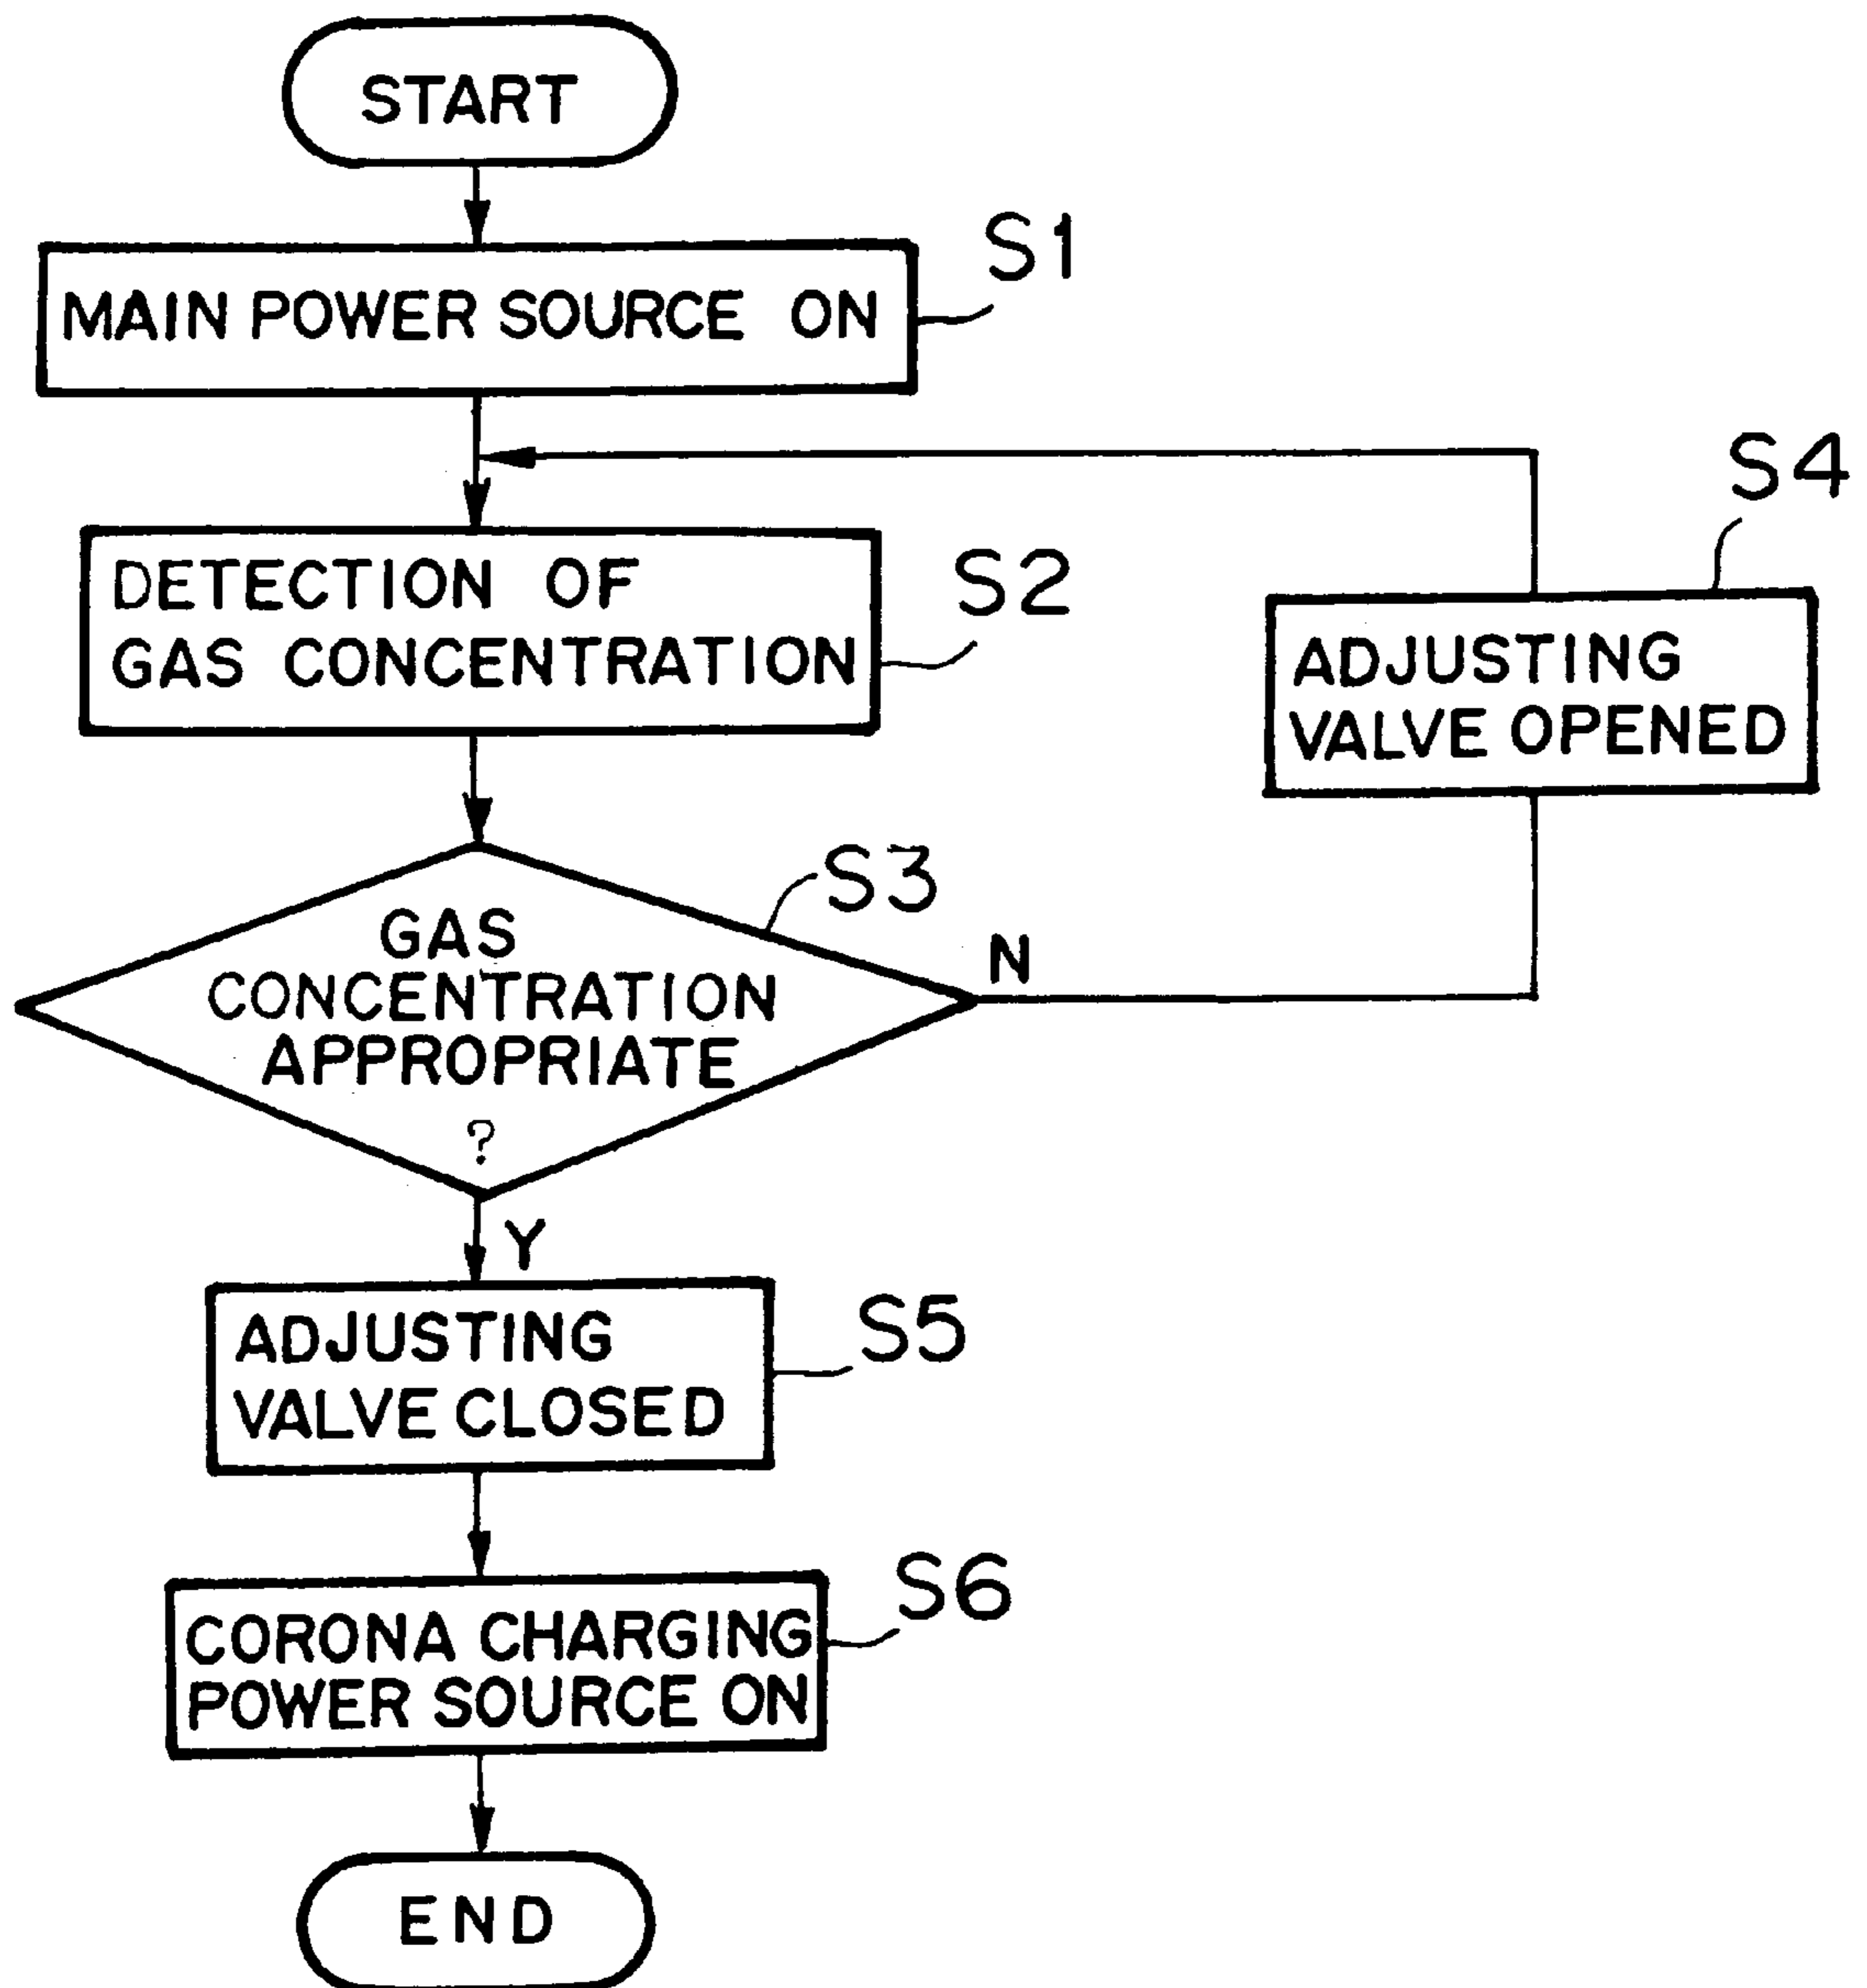 START
MAIN POWER SOURCE ON
S1
DETECTION OF
GAS CONCENTRATION
S2
GAS
CONCENTRATION
APPROPRIATE
?
S3
N
ADJUSTING
VALVE OPENED
S4
Y
ADJUSTING
VALVE CLOSED
S5
CORONA CHARGING
POWER SOURCE ON
S6
END